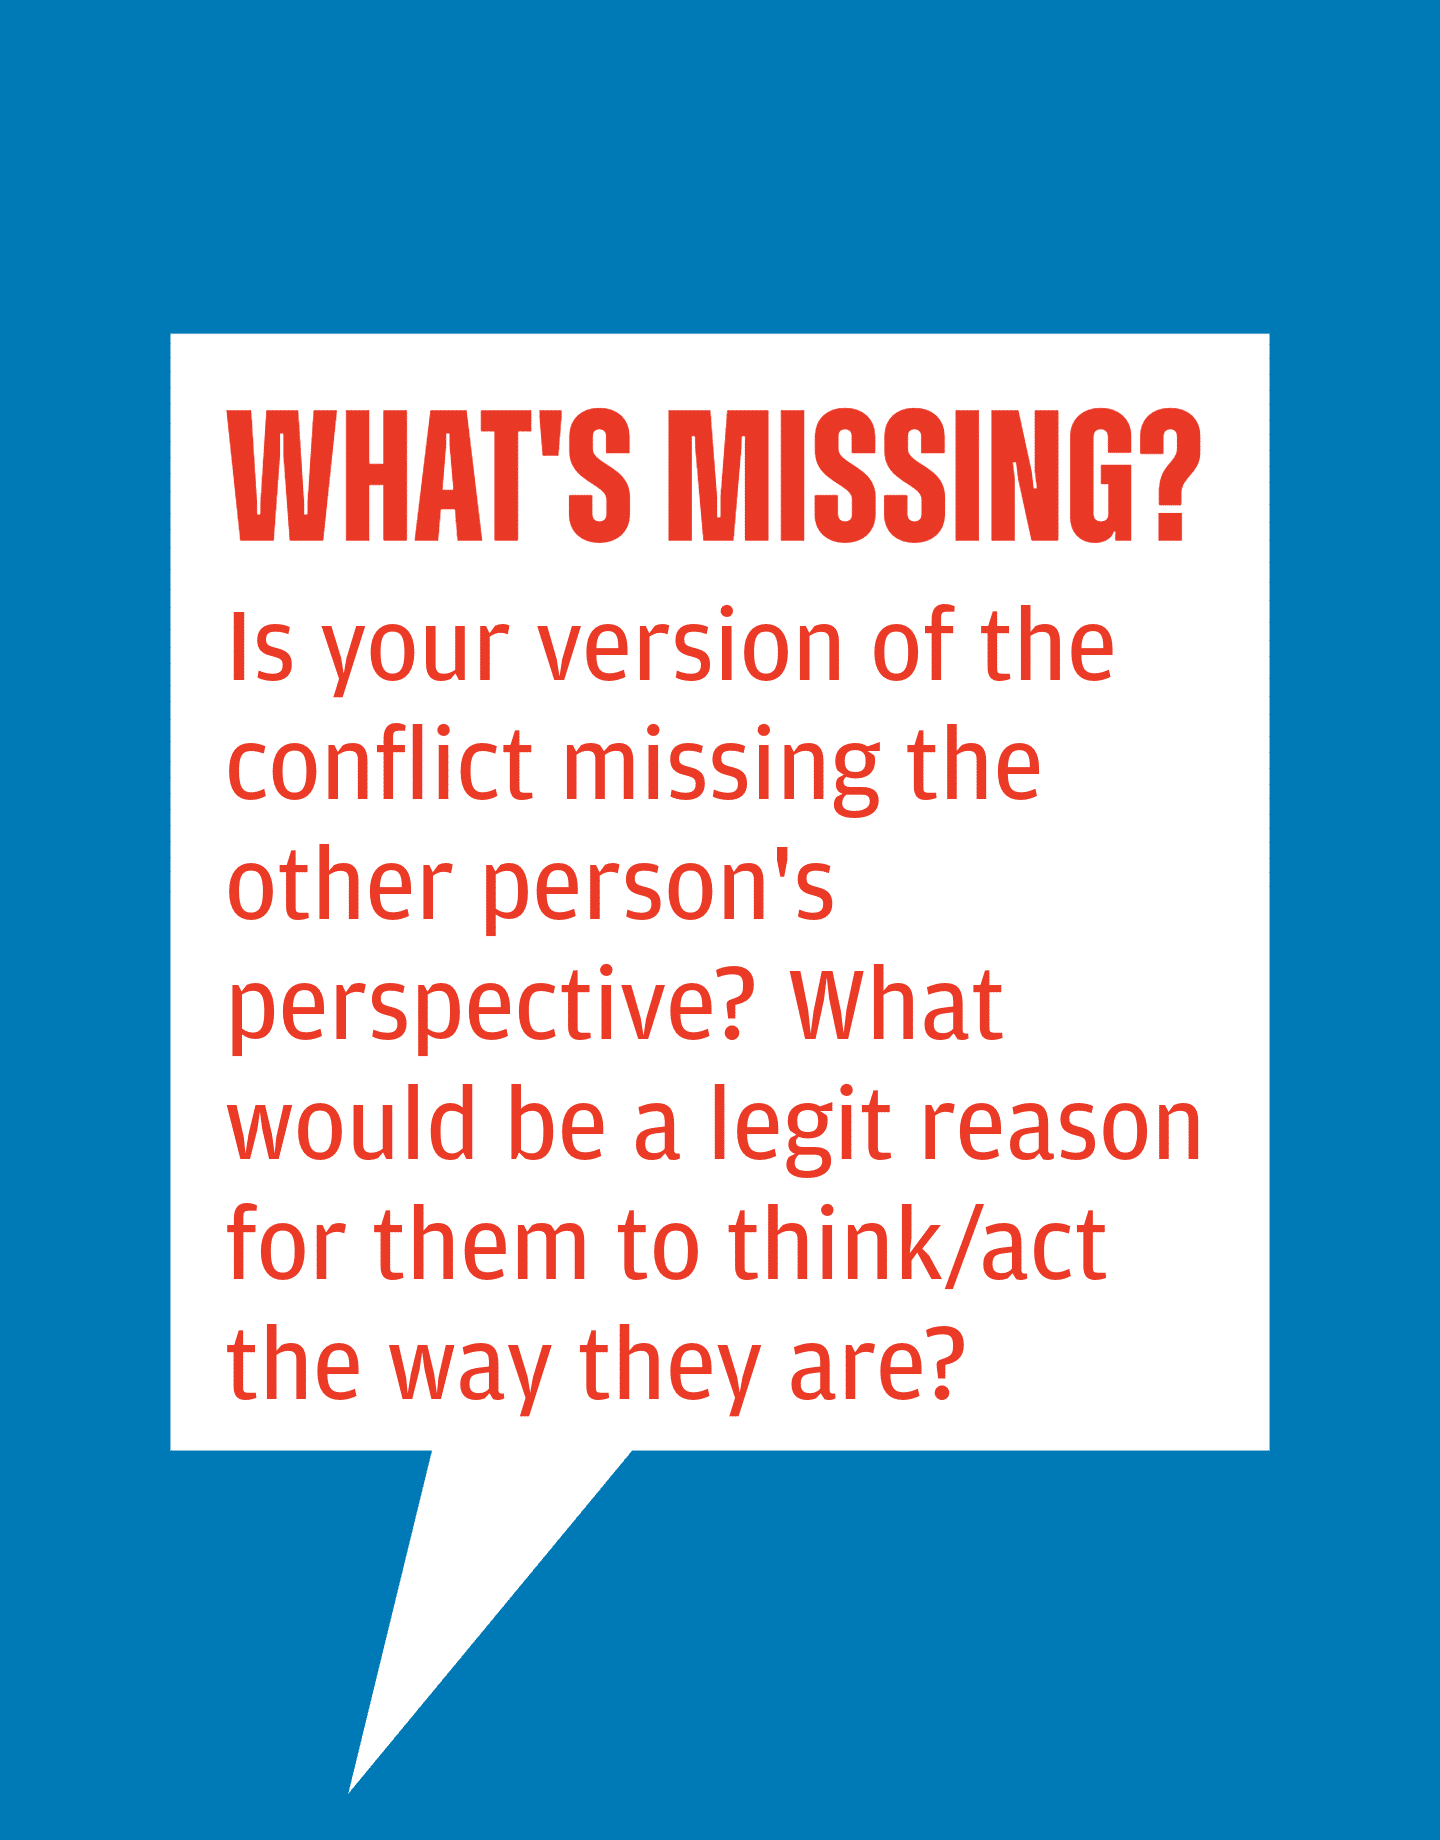 WHAT'S MISSING?
Is your version of the
conflict missing the
other person's
perspective? What
would be a legit reason
for them to think/act
the way they are?